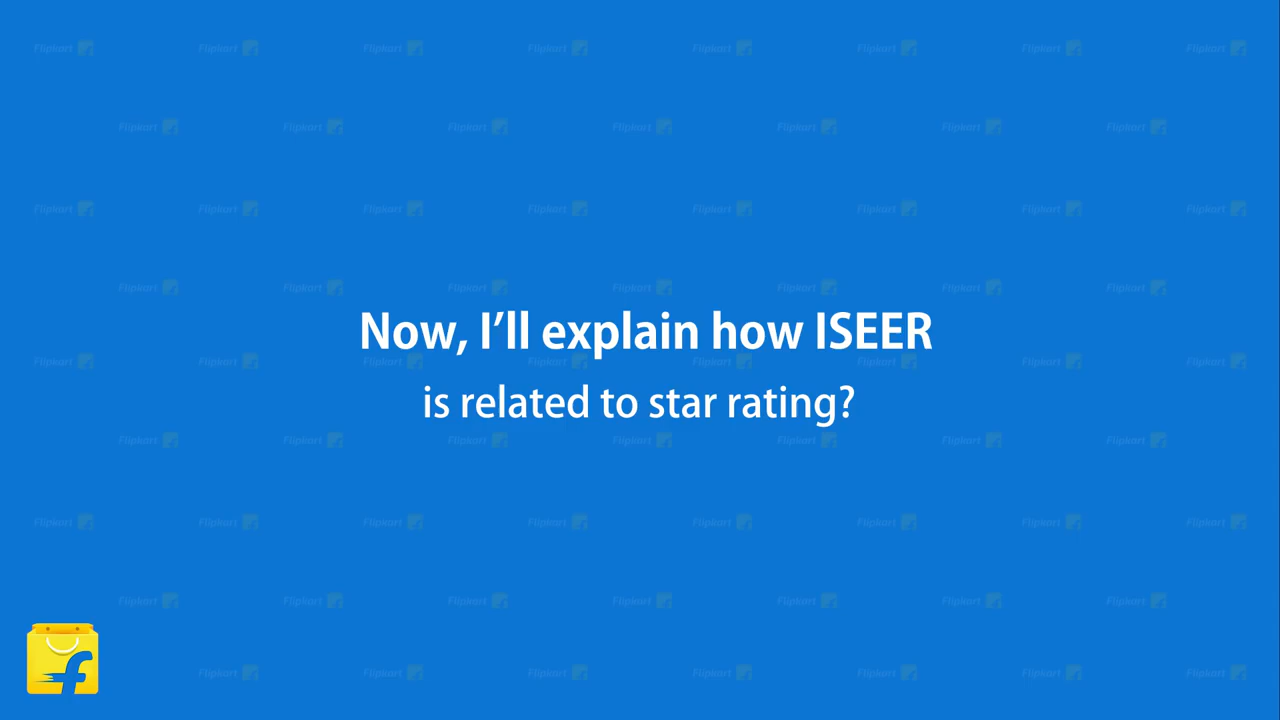 Now, I’ll explain how ISEER
is related to star rating?